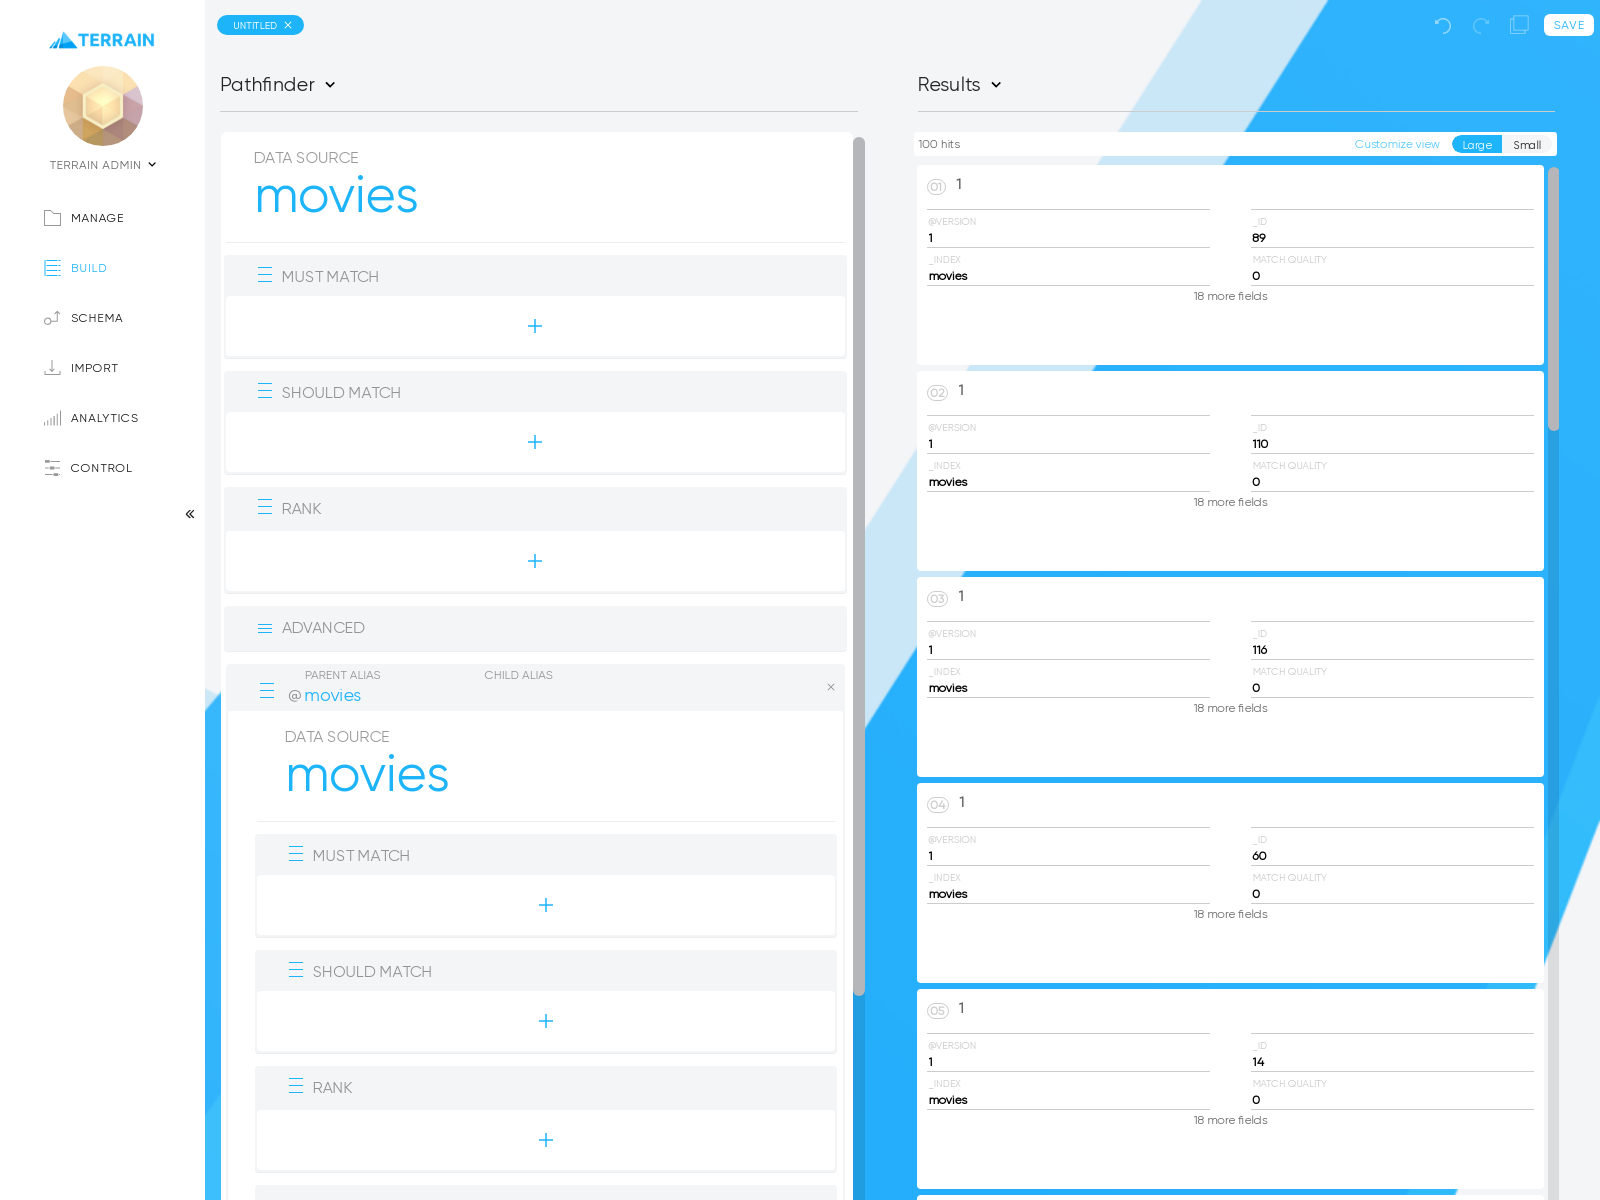 TERRAIN
TERRAIN ADMIN
MANAGE
BUILD
SCHEMA
IMPORT
ANALYTICS
CONTROL
UNTITLED
SAVE
Pathfinder
DATA SOURCE
movies
MUST MATCH
SHOULD MATCH
RANK
ADVANCED
PARENT ALIAS CHILD ALIAS
@ movies
DATA SOURCE
movies
MUST MATCH
SHOULD MATCH
RANK
Results
100 hits Customize view Large Small
01 1
@VERSION _ID
1 89
_INDEX MATCH QUALITY
movies 0
18 more fields
02 1
@VERSION _ID
1 110
_INDEX MATCH QUALITY
movies 0
18 more fields
03 1
@VERSION _ID
1 116
_INDEX MATCH QUALITY
movies 0
18 more fields
04 1
@VERSION _ID
1 60
_INDEX MATCH QUALITY
movies 0
18 more fields
05 1
@VERSION _ID
1 14
_INDEX MATCH QUALITY
movies 0
18 more fields